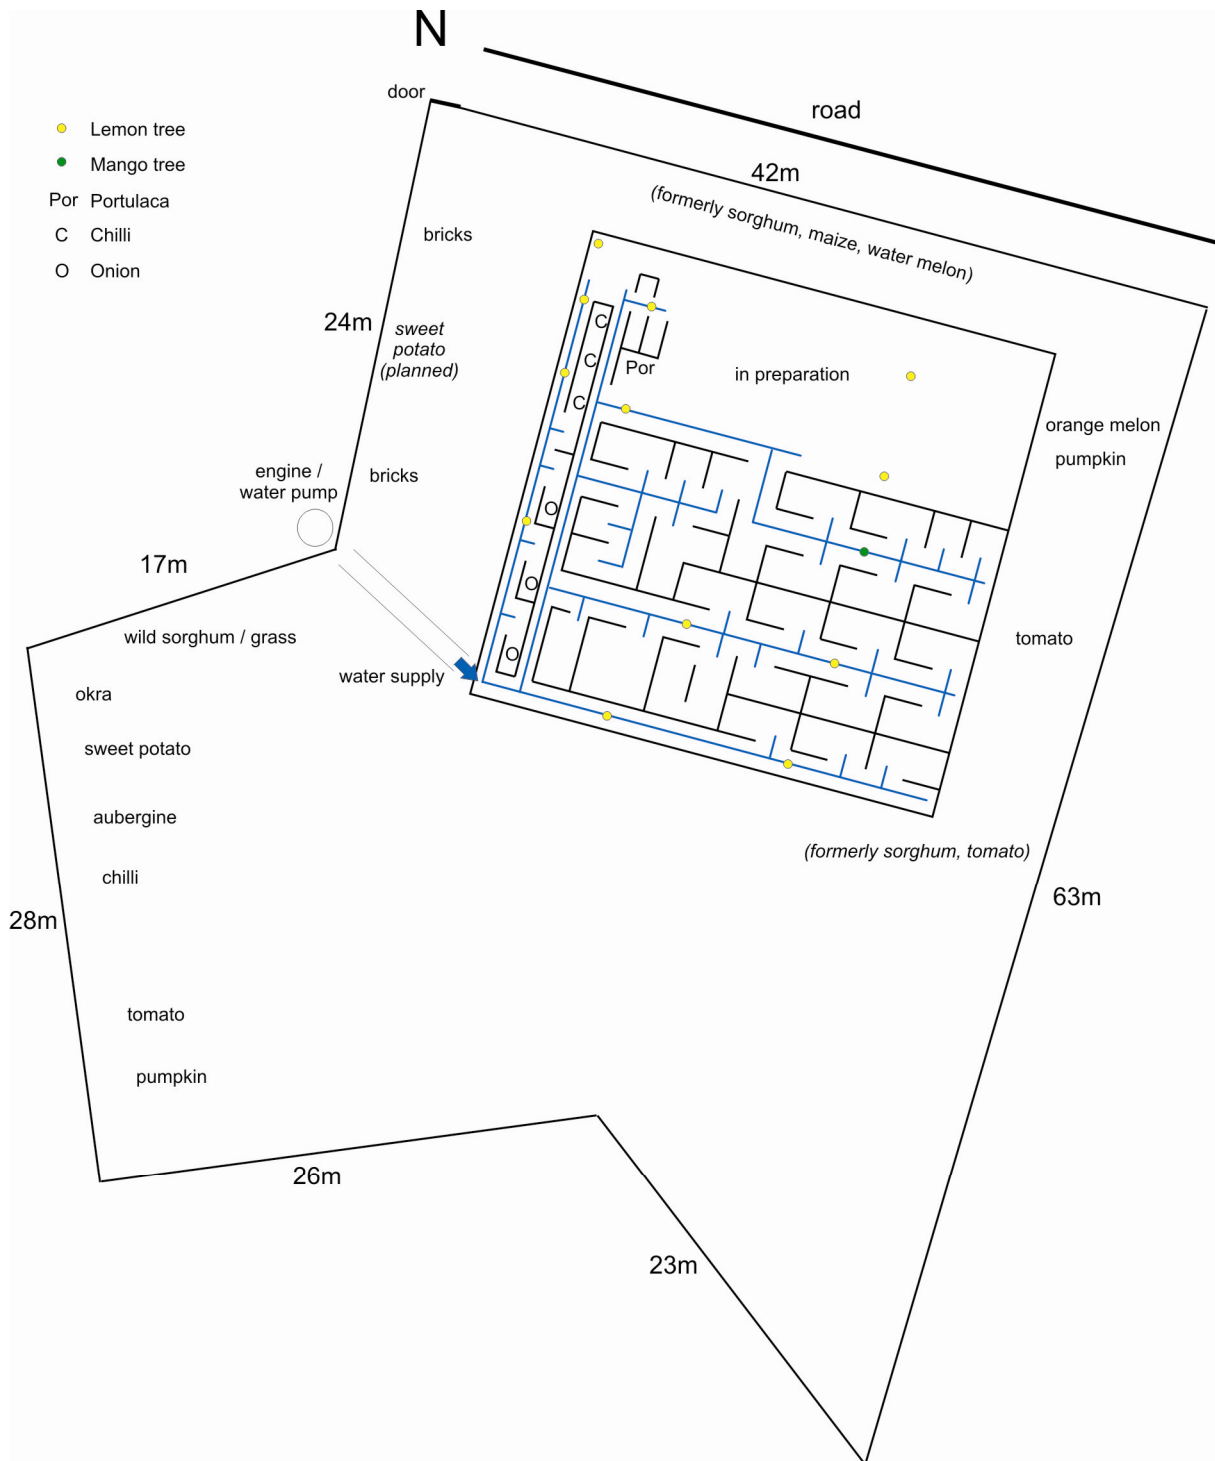 N
door
road
Lemon tree
Mango tree
Por Portulaca
C Chilli
O Onion
42m
(formerly sorghum, maize, water melon)
bricks
24m
sweet
potato
(planned)
C
C
C
Por
in preparation
orange melon
pumpkin
engine /
water pump
bricks
O
17m
O
wild sorghum / grass
tomato
O
water supply
okra
sweet potato
aubergine
chilli
(formerly sorghum, tomato)
28m
63m
tomato
pumpkin
26m
23m